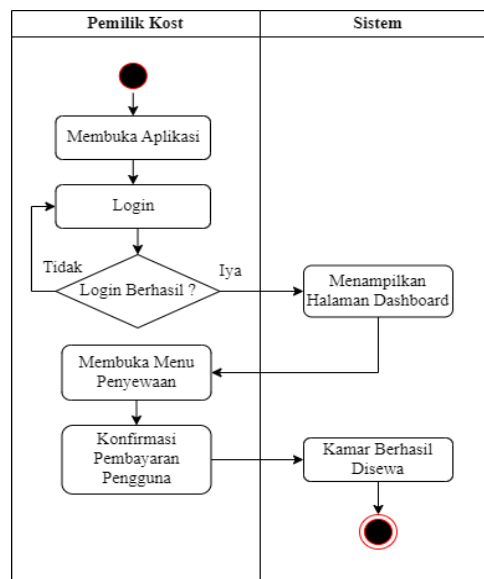 Pemilik Kost
Sistem
Membuka Aplikasi
Login
Tidak
Login Berhasil ?
Iya
Menampilkan
Halaman Dashboard
Membuka Menu
Penyewaan
Konfirmasi
Pembayaran
Pengguna
Kamar Berhasil
Disewa